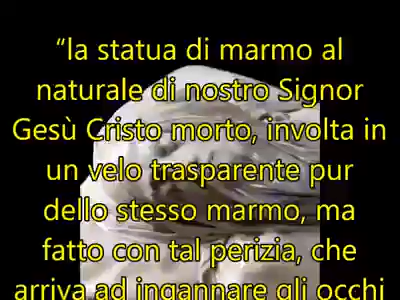 “la statua di marmo al
naturale di nostro Signor
Gesù Cristo morto, involta in
un velo trasparente pur
dello stesso marmo, ma
fatto con tal perizia, che
arriva ad ingannare gli occhi